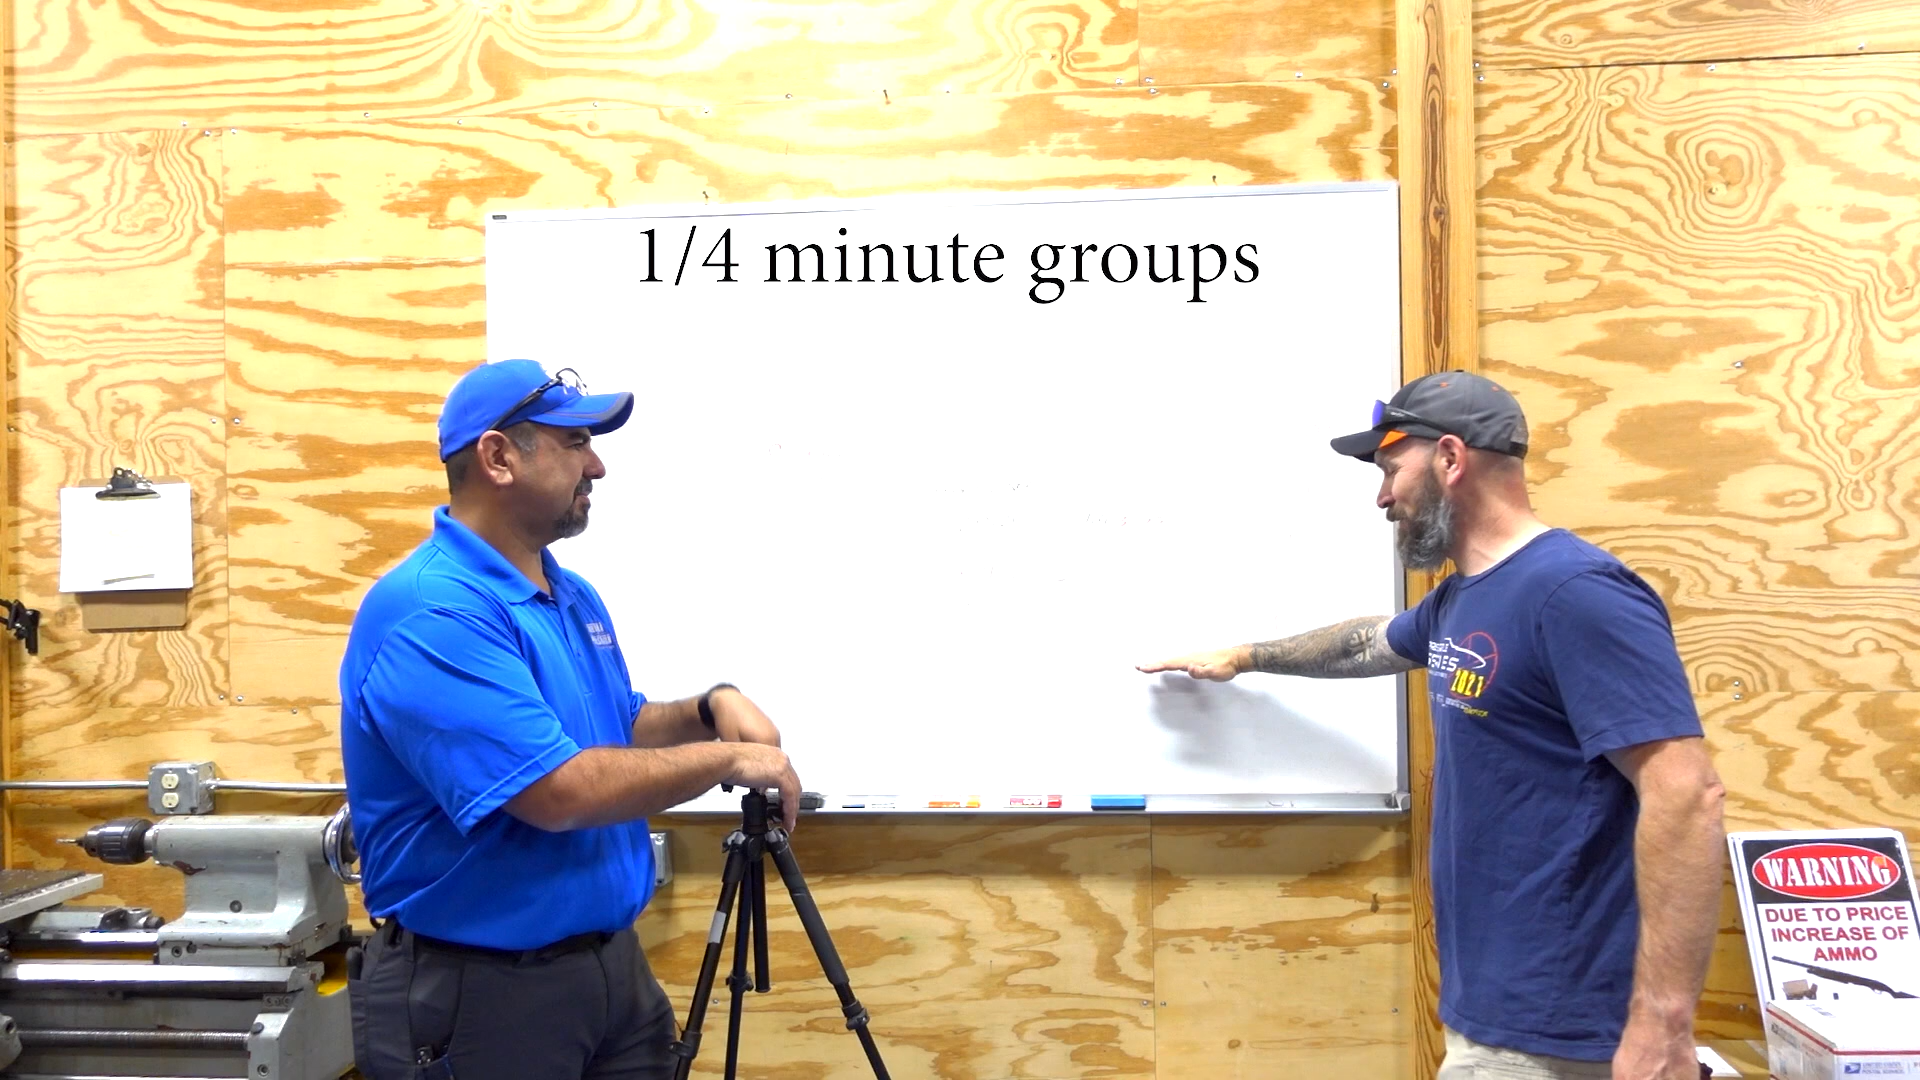 1/4 minute groups
2021
WARNING
DUE TO PRICE
INCREASE OF
AMMO